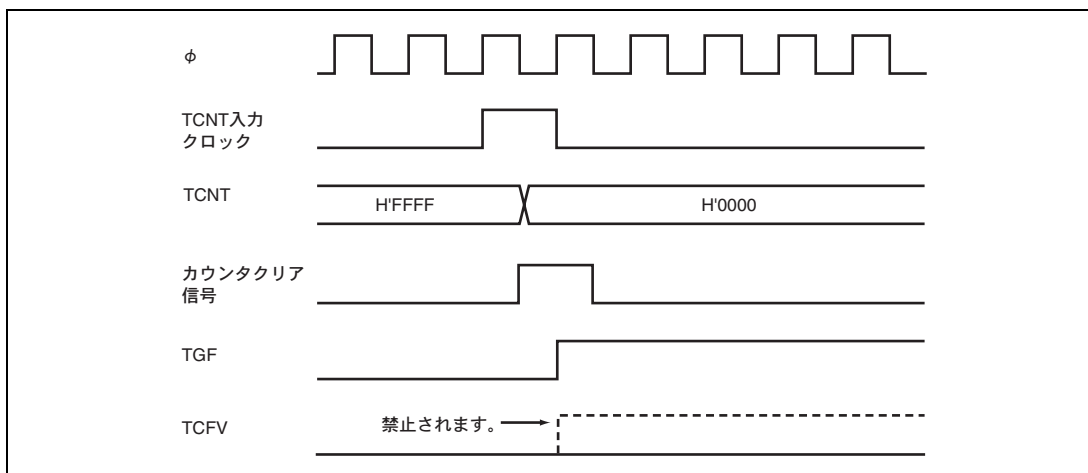 φ
TCNT入力
クロック
TCNT
H'FFFF
H'0000
カウンタクリア
信号
TGF
TCFV
禁止されます。